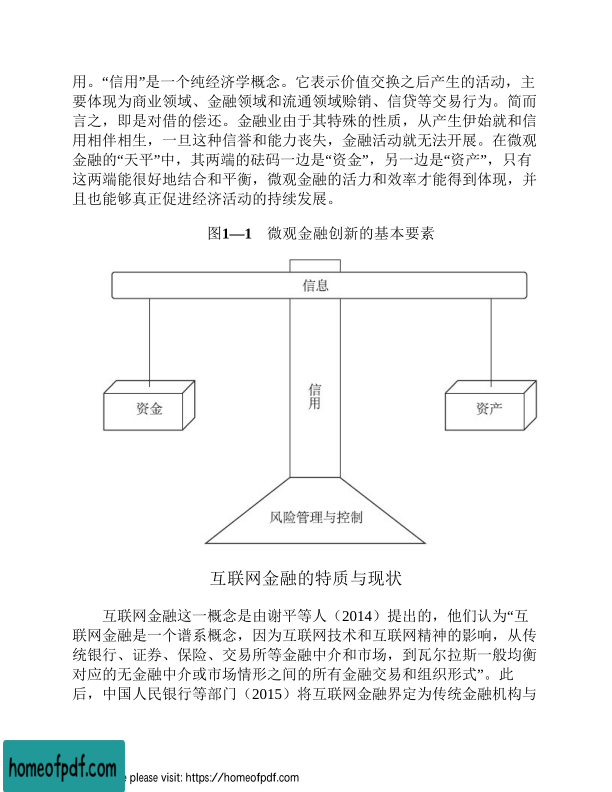 用。“信用”是一个纯经济学概念。它表示价值交换之后产生的活动，主
要体现为商业领域、金融领域和流通领域赊销、信贷等交易行为。简而
言之，即是对借的偿还。金融业由于其特殊的性质，从产生伊始就和信
用相伴相生，一旦这种信誉和能力丧失，金融活动就无法开展。在微观
金融的“天平”中，其两端的砝码一边是“资金”，另一边是“资产”，只有
这两端能很好地结合和平衡，微观金融的活力和效率才能得到体现，并
且也能够真正促进经济活动的持续发展。
图1—1 微观金融创新的基本要素
信息
信
用
资金
资产
风险管理与控制
互联网金融的特质与现状
互联网金融这一概念是由谢平等人（2014）提出的，他们认为“互
联网金融是一个谱系概念，因为互联网技术和互联网精神的影响，从传
统银行、证券、保险、交易所等金融中介和市场，到瓦尔拉斯一般均衡
对应的无金融中介或市场情形之间的所有金融交易和组织形式”。此
后，中国人民银行等部门（2015）将互联网金融界定为传统金融机构与
homeofpdf.com
e please visit: https://homeofpdf.com